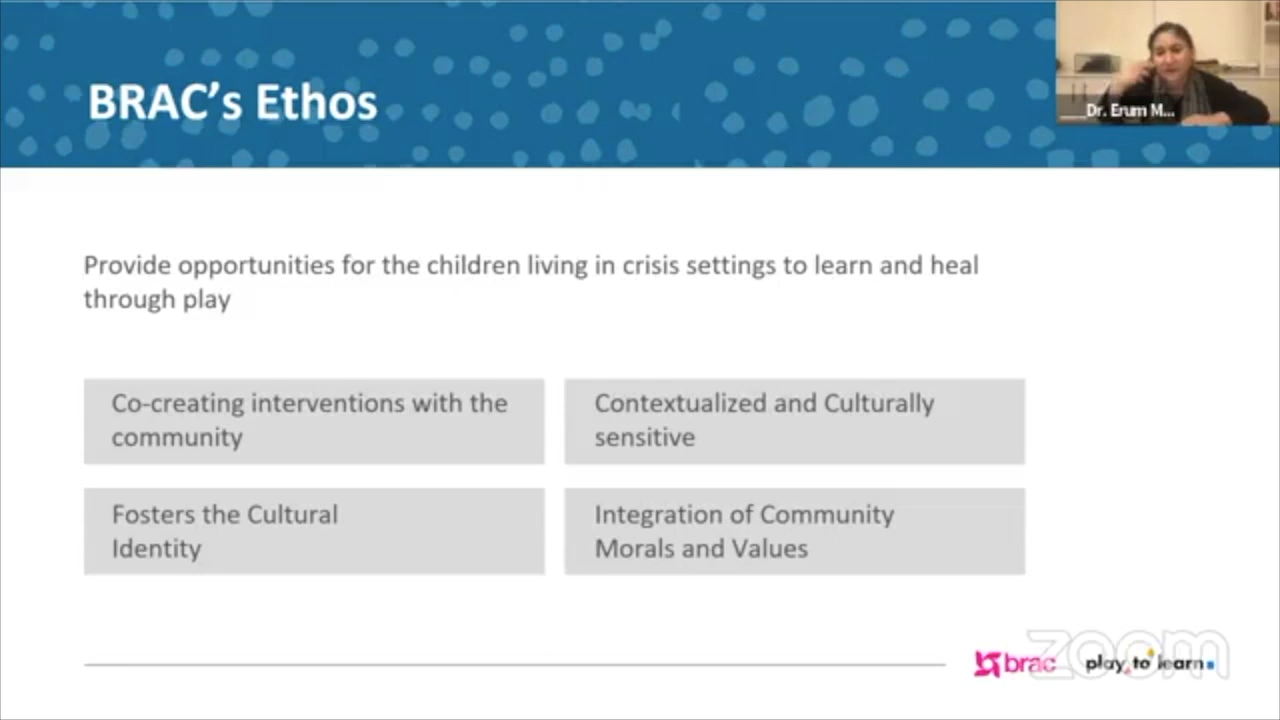 BRAC's Ethos
Dr. Erum M...
Provide opportunities for the children living in crisis settings to learn and heal
through play
Co-creating interventions with the
community
Contextualized and Culturally
sensitive
Fosters the Cultural
Identity
Integration of Community
Morals and Values
brac
play to learn
zoom